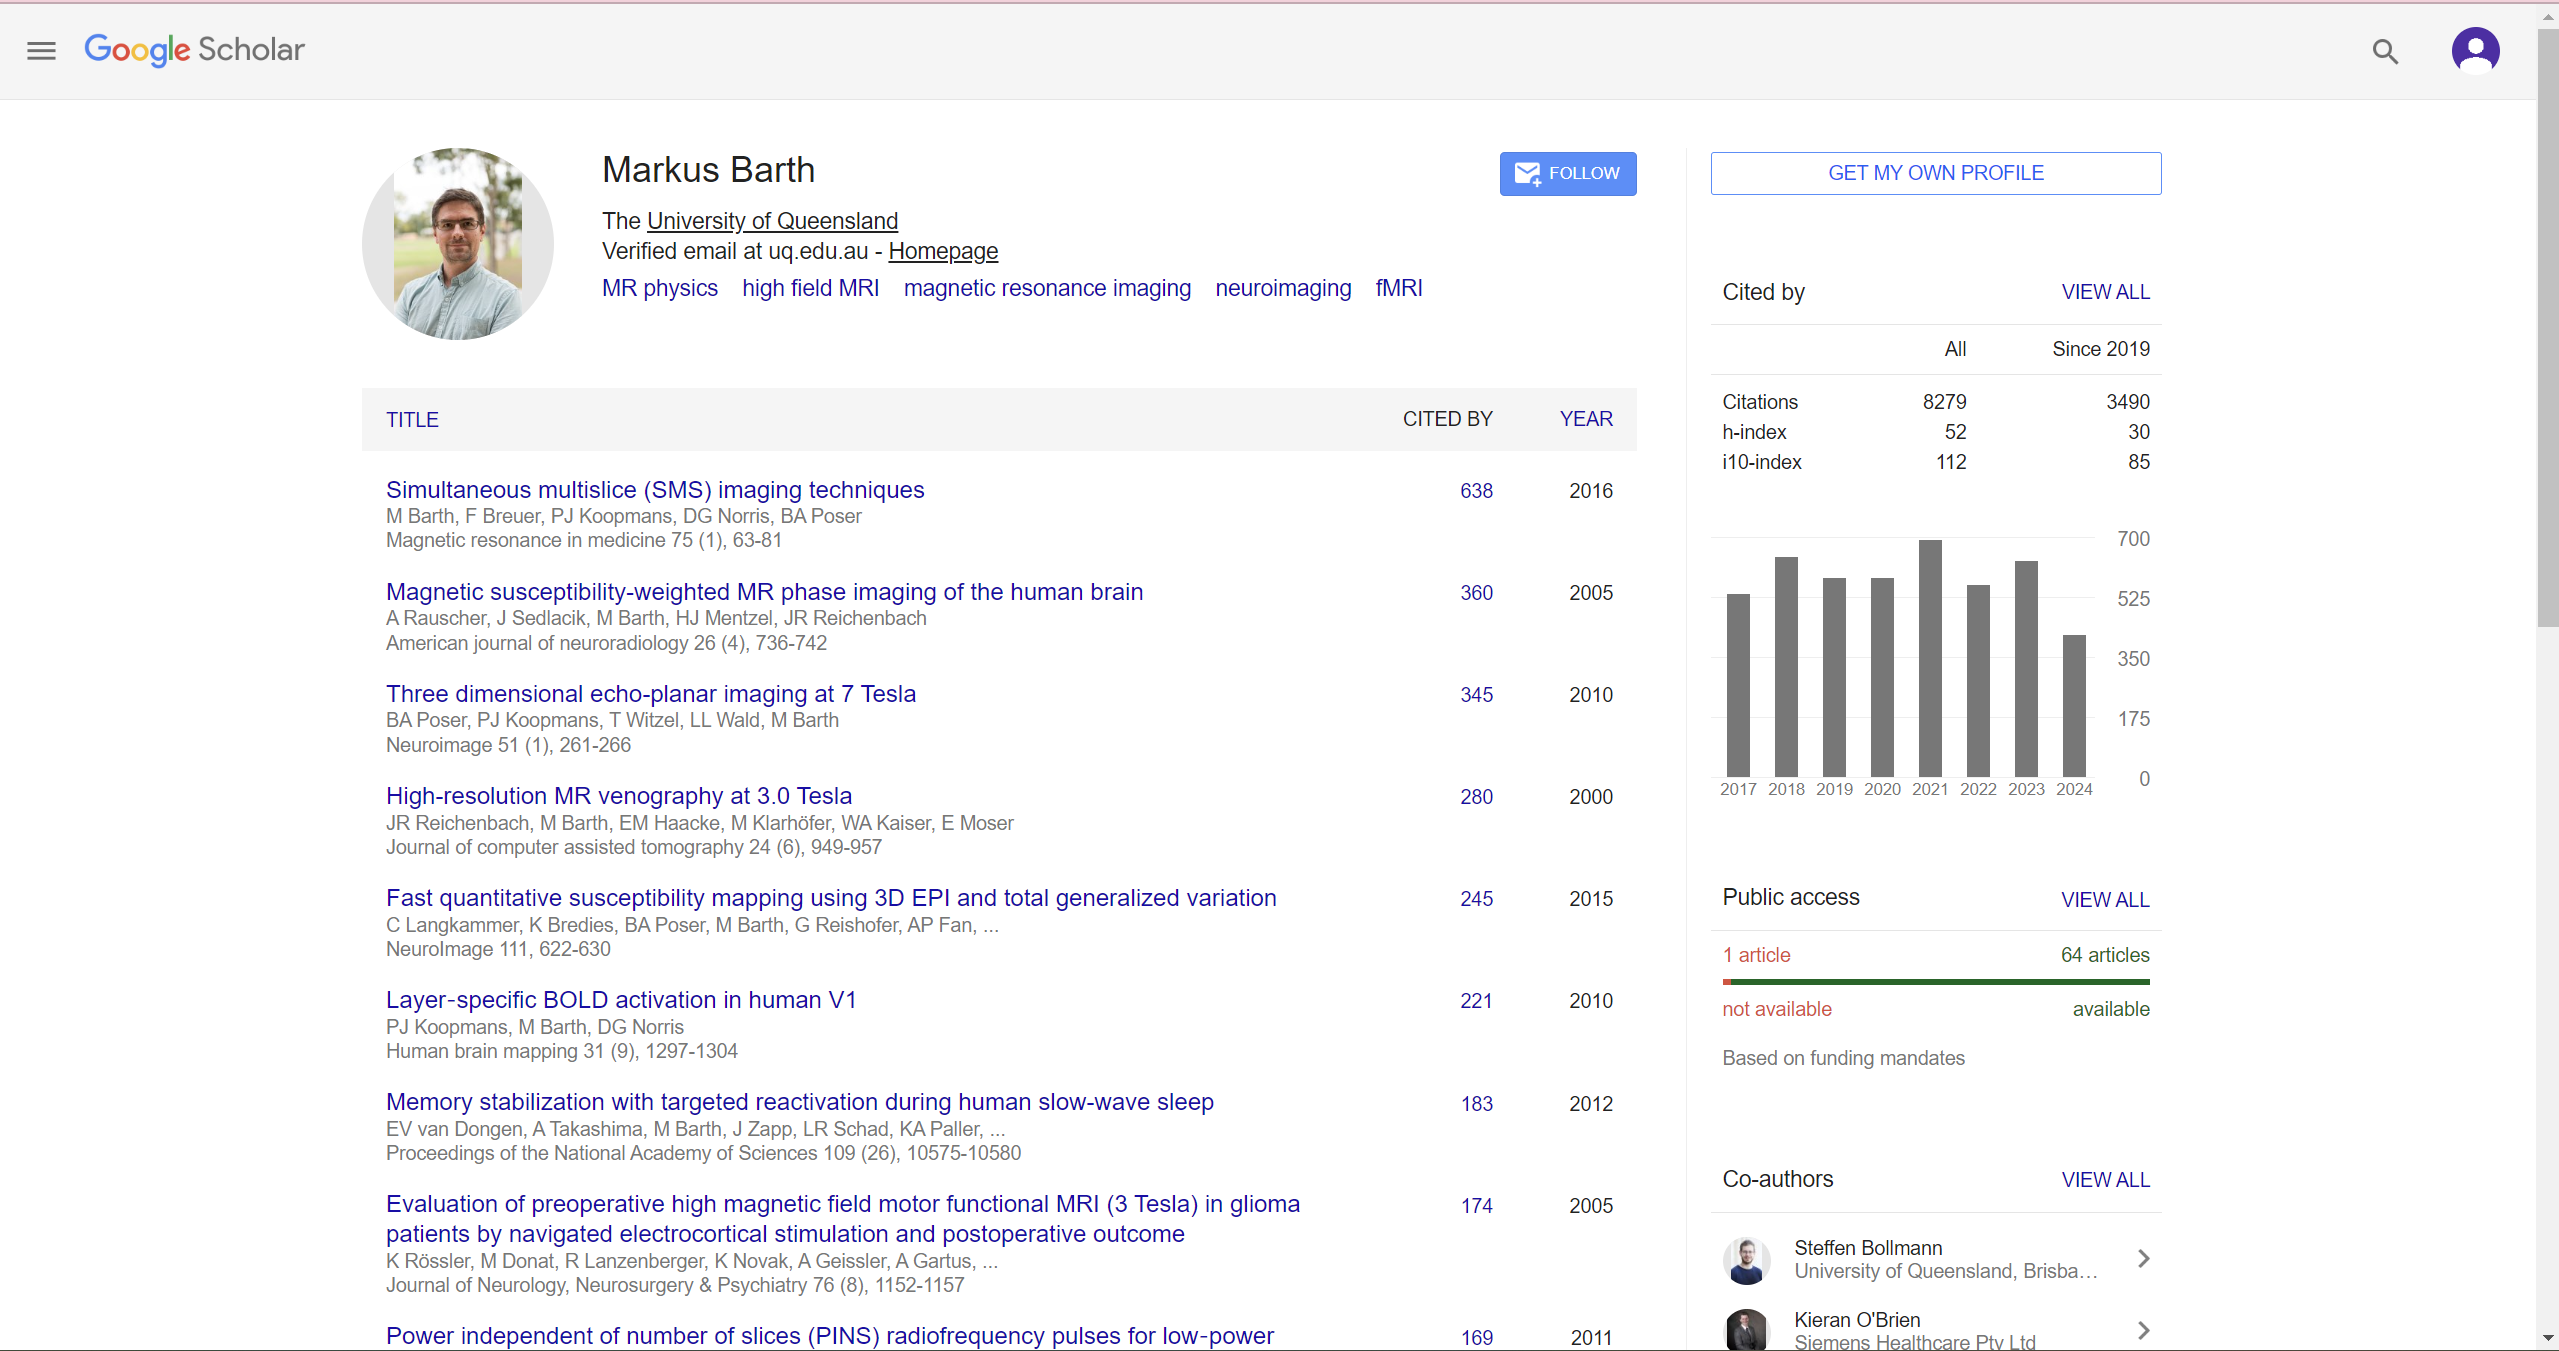 Google Scholar
Markus Barth
FOLLOW
The University of Queensland
Verified email at uq.edu.au - Homepage
MR physics high field MRI magnetic resonance imaging neuroimaging fMRI
TITLE CITED BY YEAR
Simultaneous multislice (SMS) imaging techniques 638 2016
M Barth, F Breuer, PJ Koopmans, DG Norris, BA Poser
Magnetic resonance in medicine 75 (1), 63-81
Magnetic susceptibility-weighted MR phase imaging of the human brain 360 2005
A Rauscher, J Sedlacik, M Barth, HJ Mentzel, JR Reichenbach
American journal of neuroradiology 26 (4), 736-742
Three dimensional echo-planar imaging at 7 Tesla 345 2010
BA Poser, PJ Koopmans, T Witzel, LL Wald, M Barth
Neuroimage 51 (1), 261-266
High-resolution MR venography at 3.0 Tesla 280 2000
JR Reichenbach, M Barth, EM Haacke, M Klarhöfer, WA Kaiser, E Moser
Journal of computer assisted tomography 24 (6), 949-957
Fast quantitative susceptibility mapping using 3D EPI and total generalized variation 245 2015
C Langkammer, K Bredies, BA Poser, M Barth, G Reishofer, AP Fan, ...
NeuroImage 111, 622-630
Layer-specific BOLD activation in human V1 221 2010
PJ Koopmans, M Barth, DG Norris
Human brain mapping 31 (9), 1297-1304
Memory stabilization with targeted reactivation during human slow-wave sleep 183 2012
EV van Dongen, A Takashima, M Barth, J Zapp, LR Schad, KA Paller, ...
Proceedings of the National Academy of Sciences 109 (26), 10575-10580
Evaluation of preoperative high magnetic field motor functional MRI (3 Tesla) in glioma 174 2005
patients by navigated electrocortical stimulation and postoperative outcome
K Rössler, M Donat, R Lanzenberger, K Novak, A Geissler, A Gartus, ...
Journal of Neurology, Neurosurgery & Psychiatry 76 (8), 1152-1157
Power independent of number of slices (PINS) radiofrequency pulses for low-power 169 2011
GET MY OWN PROFILE
Cited by VIEW ALL
All Since 2019
Citations 8279 3490
h-index 52 30
i10-index 112 85
700
525
350
175
0
2017 2018 2019 2020 2021 2022 2023 2024
Public access VIEW ALL
1 article 64 articles
not available available
Based on funding mandates
Co-authors VIEW ALL
Steffen Bollmann
University of Queensland, Brisba…
Kieran O'Brien
Siemens Healthcare Pty Ltd